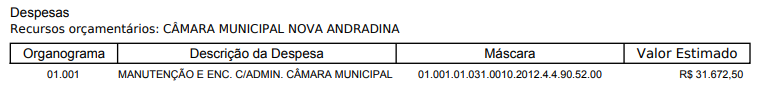 Despesas
Recursos orçamentários: CÂMARA MUNICIPAL NOVA ANDRADINA
Organograma Descrição da Despesa Máscara Valor Estimado
01.001 MANUTENÇÃO E ENC. C/ADMIN. CÂMARA MUNICIPAL 01.001.01.031.0010.2012.4.4.90.52.00 R$ 31.672,50